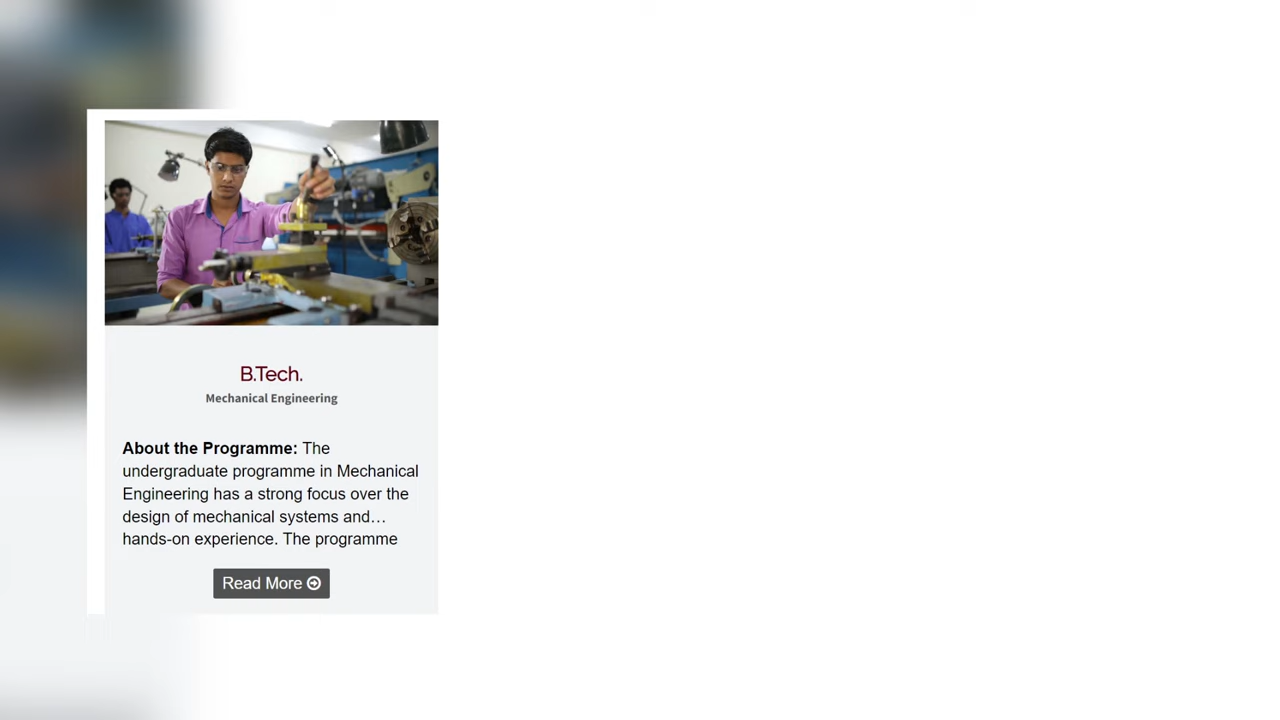 B.Tech.
Mechanical Engineering
About the Programme: The
undergraduate programme in Mechanical
Engineering has a strong focus over the
design of mechanical systems and…
hands-on experience. The programme
Read More